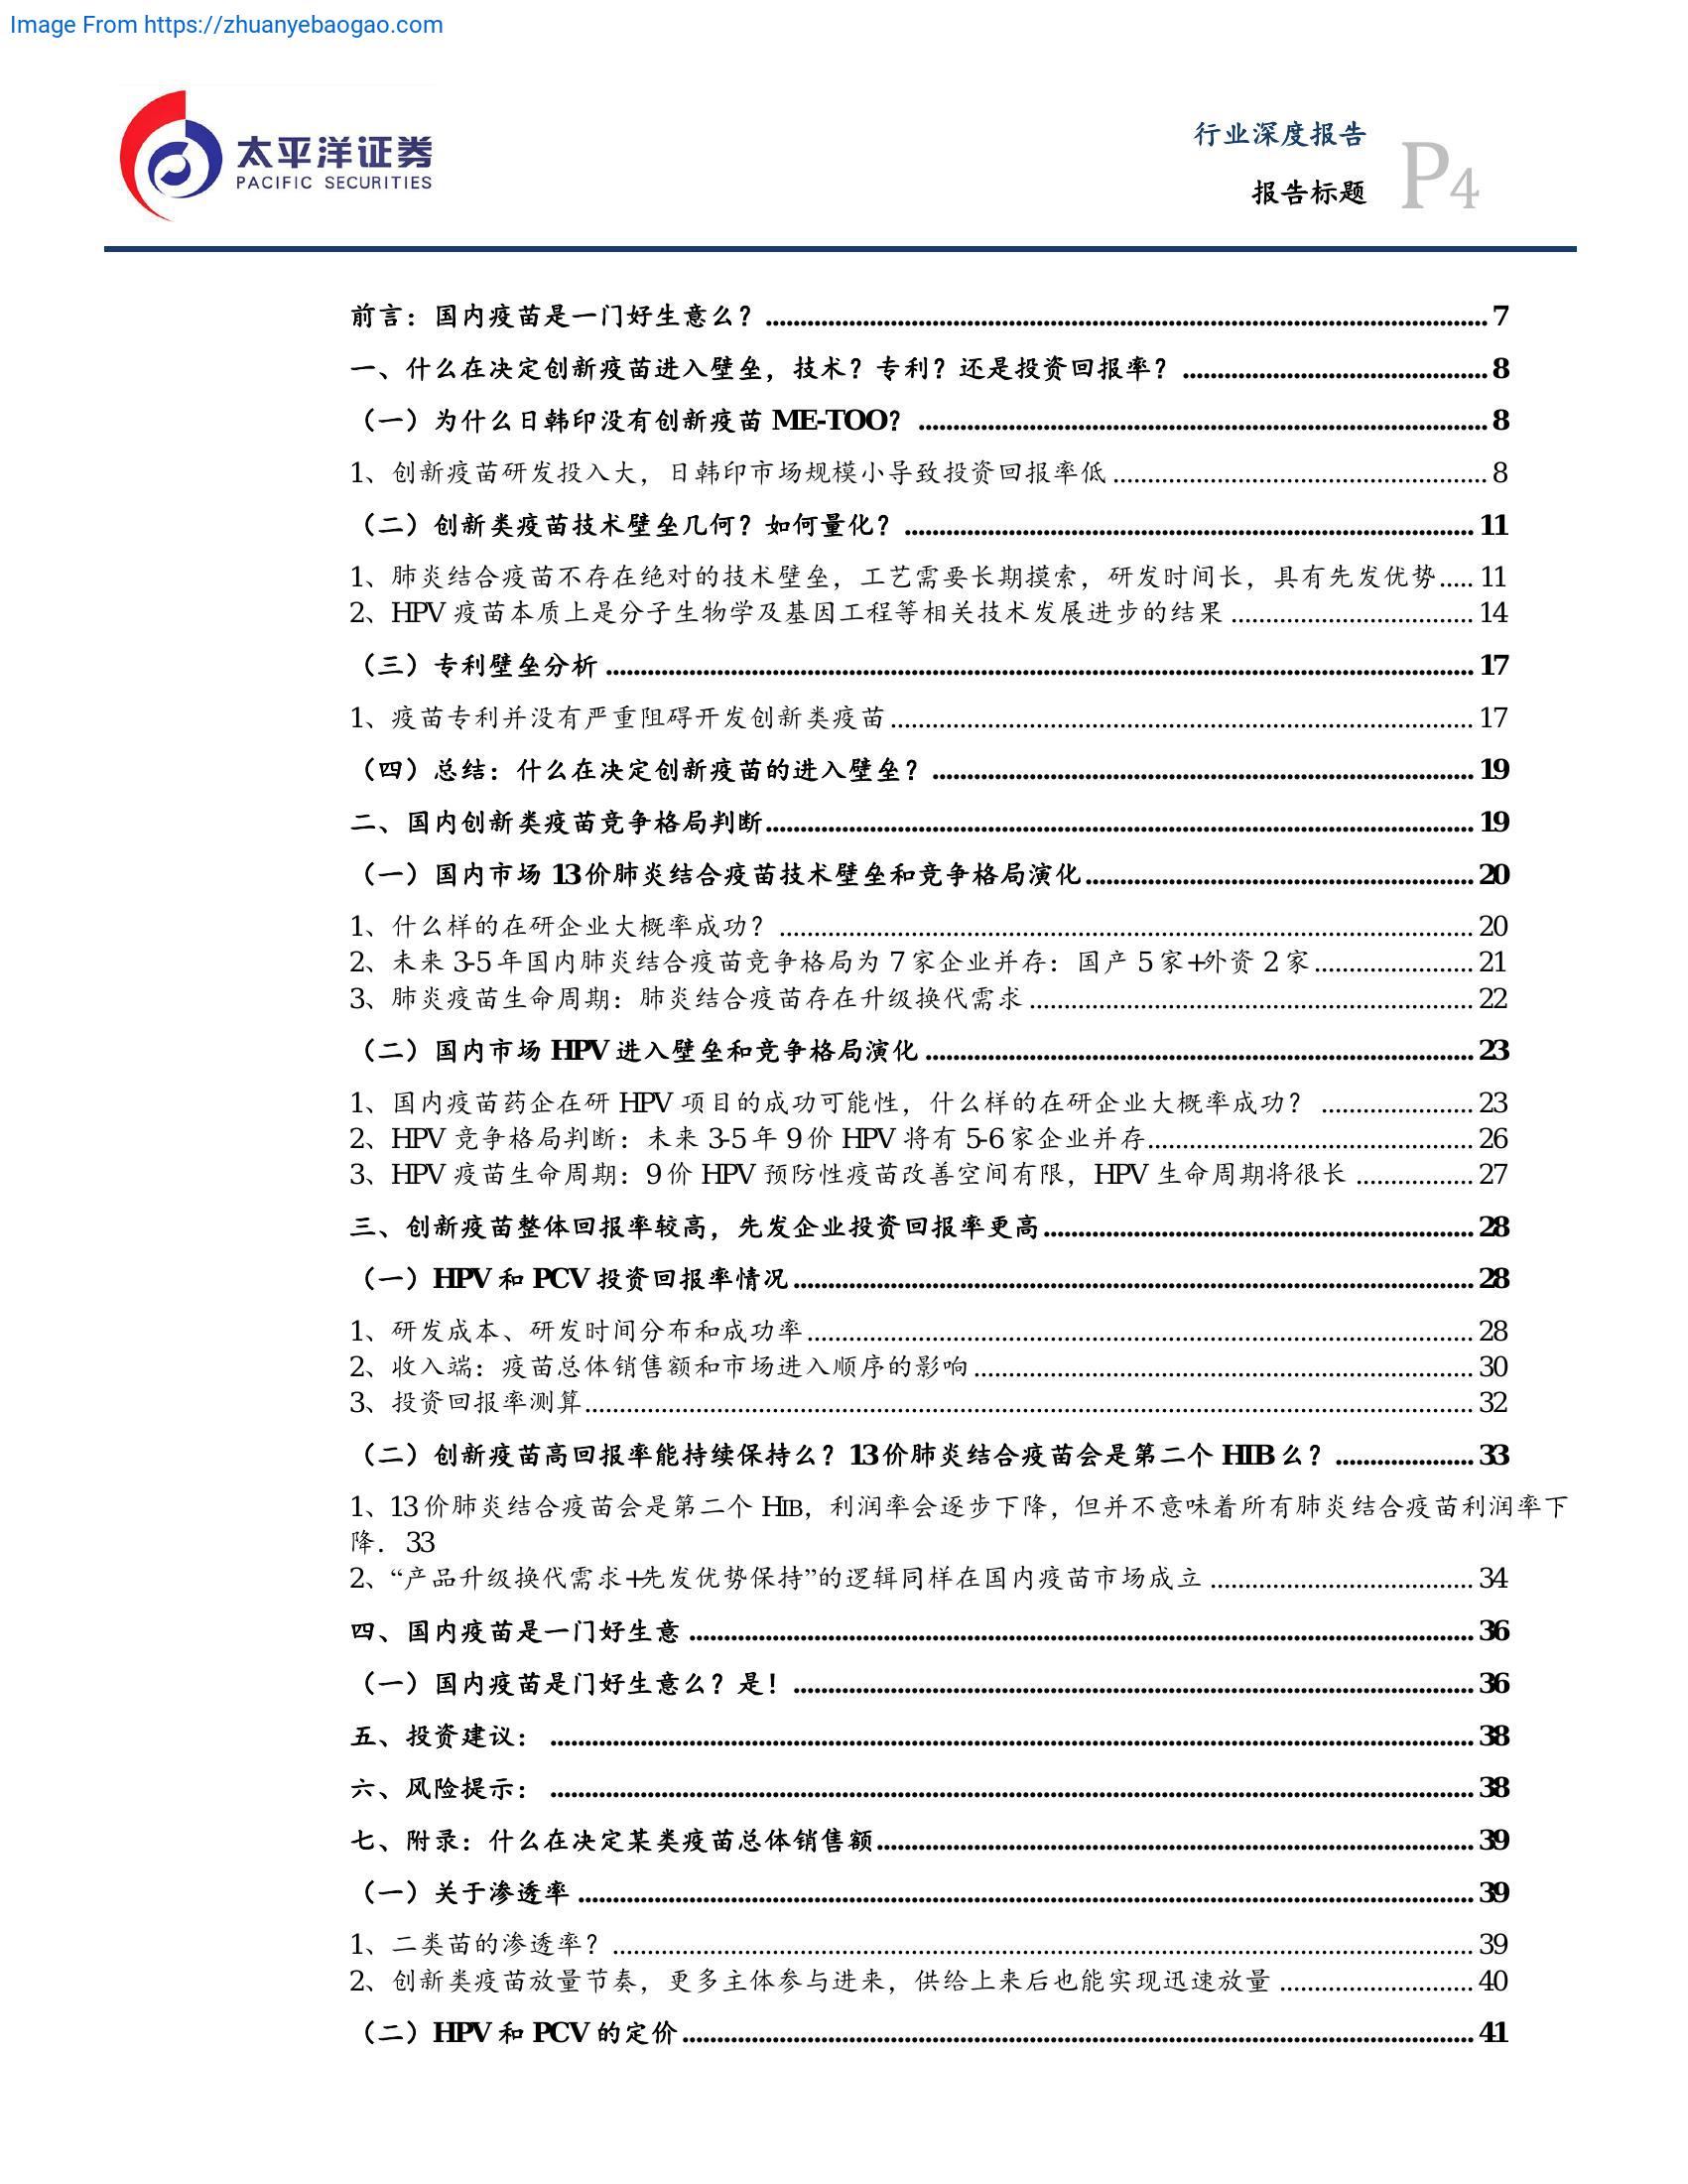 Image From https://zhuanyebaogao.com
太平洋证券
PACIFIC SECURITIES
行业深度报告
报告标题
P4
前言：国内疫苗是一门好生意么？ ........ 7
一、什么在决定创新疫苗进入壁垒，技术？专利？还是投资回报率？ ........ 8
（一）为什么日韩印没有创新疫苗 ME-TOO？ ........ 8
1、创新疫苗研发投入大，日韩印市场规模小导致投资回报率低 ........ 8
（二）创新类疫苗技术壁垒几何？如何量化？ ........ 11
1、肺炎结合疫苗不存在绝对的技术壁垒，工艺需要长期摸索，研发时间长，具有先发优势..... 11
2、HPV 疫苗本质上是分子生物学及基因工程等相关技术发展进步的结果 ........ 14
（三）专利壁垒分析 ........ 17
1、疫苗专利并没有严重阻碍开发创新类疫苗 ........ 17
（四）总结：什么在决定创新疫苗的进入壁垒？ ........ 19
二、国内创新类疫苗竞争格局判断 ........ 19
（一）国内市场 13 价肺炎结合疫苗技术壁垒和竞争格局演化 ........ 20
1、什么样的在研企业大概率成功？ ........ 20
2、未来 3-5 年国内肺炎结合疫苗竞争格局为 7 家企业并存：国产 5 家+外资 2 家 ........ 21
3、肺炎疫苗生命周期：肺炎结合疫苗存在升级换代需求 ........ 22
（二）国内市场 HPV 进入壁垒和竞争格局演化 ........ 23
1、国内疫苗药企在研 HPV 项目的成功可能性，什么样的在研企业大概率成功？ ........ 23
2、HPV 竞争格局判断：未来 3-5 年 9 价 HPV 将有 5-6 家企业并存 ........ 26
3、HPV 疫苗生命周期：9 价 HPV 预防性疫苗改善空间有限，HPV 生命周期将很长 ........ 27
三、创新疫苗整体回报率较高，先发企业投资回报率更高 ........ 28
（一）HPV 和 PCV 投资回报率情况 ........ 28
1、研发成本、研发时间分布和成功率 ........ 28
2、收入端：疫苗总体销售额和市场进入顺序的影响 ........ 30
3、投资回报率测算 ........ 32
（二）创新疫苗高回报率能持续保持么？13 价肺炎结合疫苗会是第二个 HIB 么？ ........ 33
1、13 价肺炎结合疫苗会是第二个 HIB，利润率会逐步下降，但并不意味着所有肺炎结合疫苗利润率下
降． 33
2、“产品升级换代需求+先发优势保持”的逻辑同样在国内疫苗市场成立 ........ 34
四、国内疫苗是一门好生意 ........ 36
（一）国内疫苗是门好生意么？是！ ........ 36
五、投资建议： ........ 38
六、风险提示： ........ 38
七、附录：什么在决定某类疫苗总体销售额 ........ 39
（一）关于渗透率 ........ 39
1、二类苗的渗透率？ ........ 39
2、创新类疫苗放量节奏，更多主体参与进来，供给上来后也能实现迅速放量 ........ 40
（二）HPV 和 PCV 的定价 ........ 41